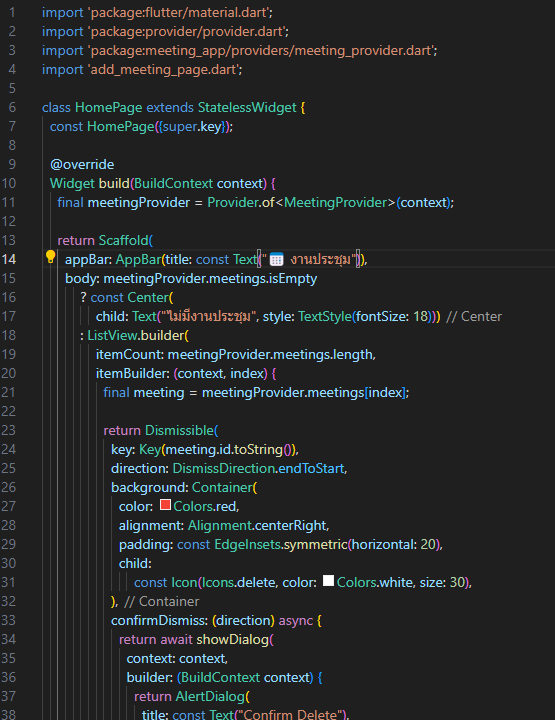 1 import 'package:flutter/material.dart';
2 import 'package:provider/provider.dart';
3 import 'package:meeting_app/providers/meeting_provider.dart';
4 import 'add_meeting_page.dart';
5
6 class HomePage extends StatelessWidget {
7 const HomePage({super.key});
8
9 @override
10 Widget build(BuildContext context) {
11 final meetingProvider = Provider.of<MeetingProvider>(context);
12
13 return Scaffold(
14 appBar: AppBar(title: const Text("📅 งานประชุม")),
15 body: meetingProvider.meetings.isEmpty
16 ? const Center(
17 child: Text("ไม่มีงานประชุม", style: TextStyle(fontSize: 18))) // Center
18 : ListView.builder(
19 itemCount: meetingProvider.meetings.length,
20 itemBuilder: (context, index) {
21 final meeting = meetingProvider.meetings[index];
22
23 return Dismissible(
24 key: Key(meeting.id.toString()),
25 direction: DismissDirection.endToStart,
26 background: Container(
27 color: Colors.red,
28 alignment: Alignment.centerRight,
29 padding: const EdgeInsets.symmetric(horizontal: 20),
30 child:
31 const Icon(Icons.delete, color: Colors.white, size: 30),
32 ), // Container
33 confirmDismiss: (direction) async {
34 return await showDialog(
35 context: context,
36 builder: (BuildContext context) {
37 return AlertDialog(
38 title: const Text("Confirm Delete"),